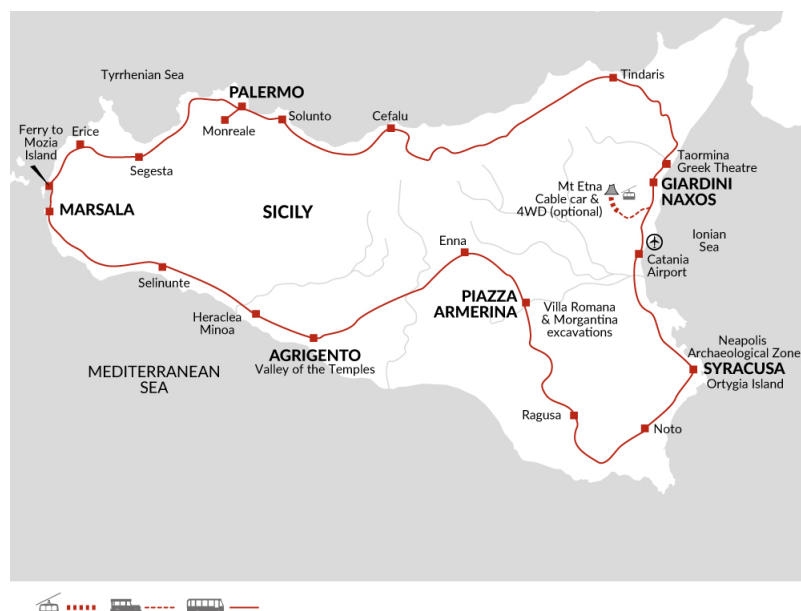 Tyrrhenian Sea
Tindaris
PALERMO
Solunto
Cefalu
Monreale
Ferry to
Mozia
Island
Erice
Segesta
Taormina
Greek Theatre
GIARDINI
NAXOS
Mt Etna
Cable car &
4WD (optional)
MARSALA
SICILY
Ionian
Sea
Enna
Catania
Airport
Selinunte
PIAZZA
ARMERINA
Villa Romana
& Morgantina
excavations
Heraclea
Minoa
AGRIGENTO
Valley of the Temples
Neapolis
Archaeological Zone
SYRACUSA
Ortygia Island
MEDITERRANEAN
SEA
Ragusa
Noto